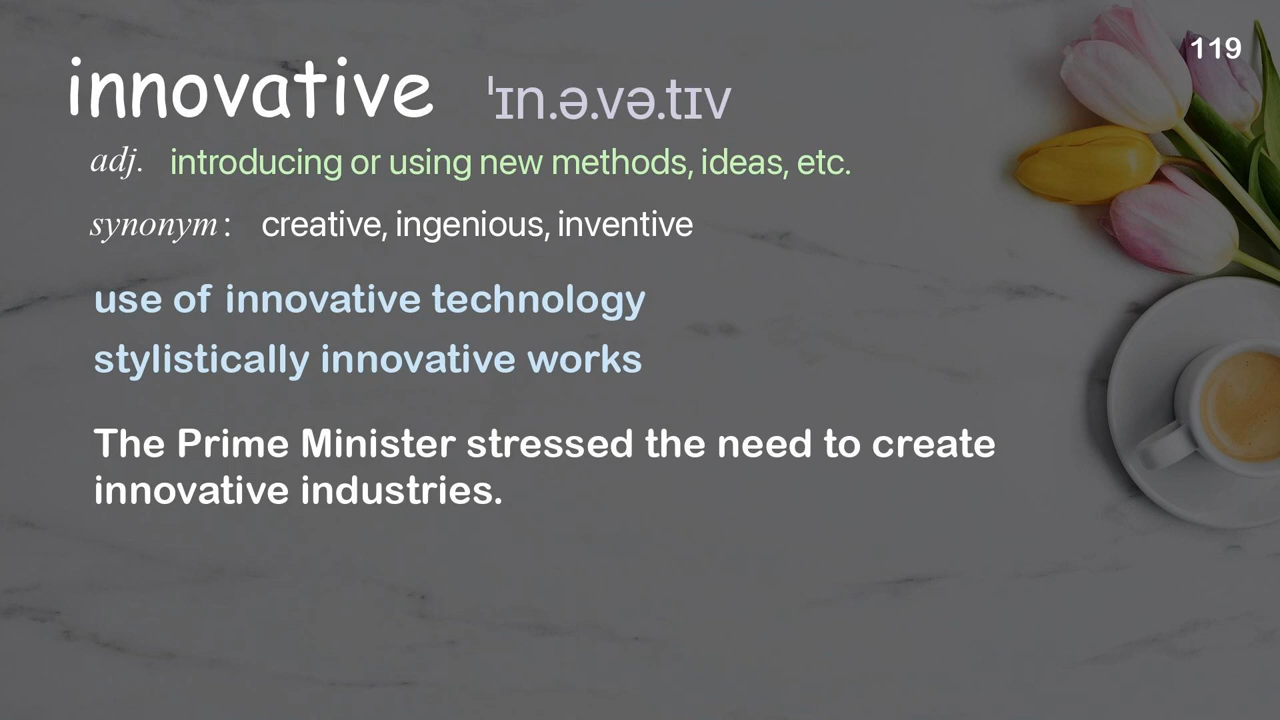 119
innovative ˈɪn.ə.və.tɪv
adj. introducing or using new methods, ideas, etc.
synonym: creative, ingenious, inventive
use of innovative technology
stylistically innovative works
The Prime Minister stressed the need to create
innovative industries.